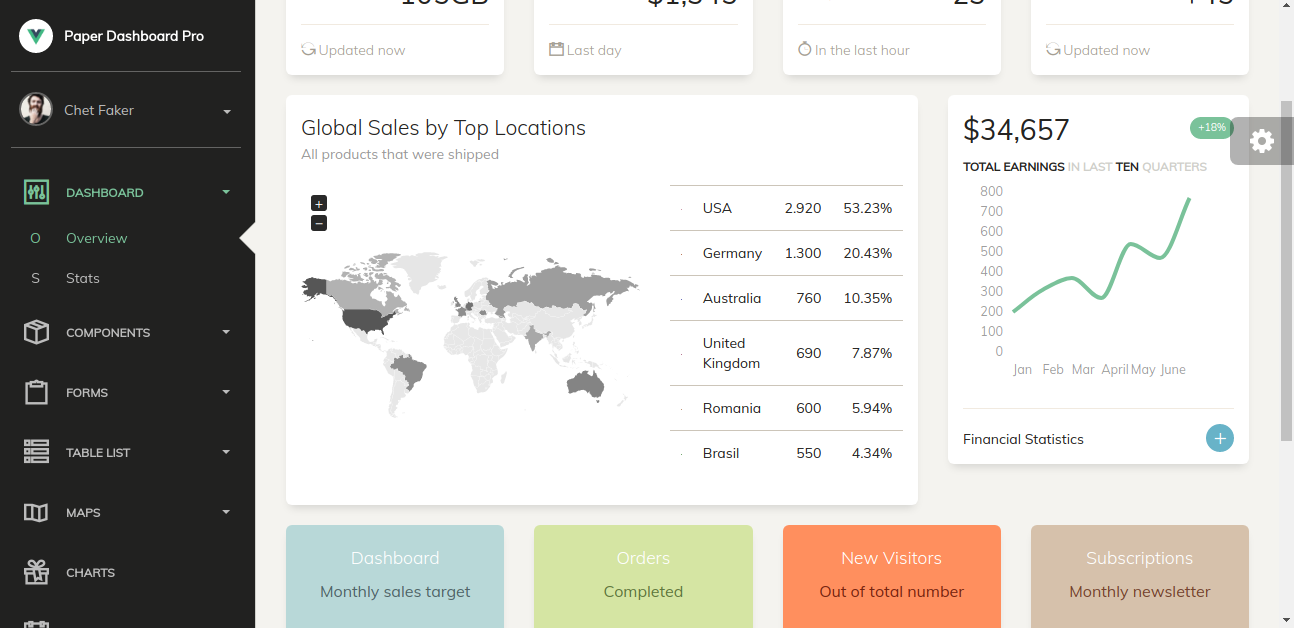 Paper Dashboard Pro
Chet Faker
DASHBOARD
O Overview
S Stats
COMPONENTS
FORMS
TABLE LIST
MAPS
CHARTS
Updated now
Last day
In the last hour
Updated now
Global Sales by Top Locations
All products that were shipped
+
−
USA 2.920 53.23%
Germany 1.300 20.43%
Australia 760 10.35%
United
Kingdom 690 7.87%
Romania 600 5.94%
Brasil 550 4.34%
$34,657
+18%
TOTAL EARNINGS IN LAST TEN QUARTERS
800
700
600
500
400
300
200
100
0
Jan Feb Mar April May June
Financial Statistics
+
Dashboard
Monthly sales target
Orders
Completed
New Visitors
Out of total number
Subscriptions
Monthly newsletter